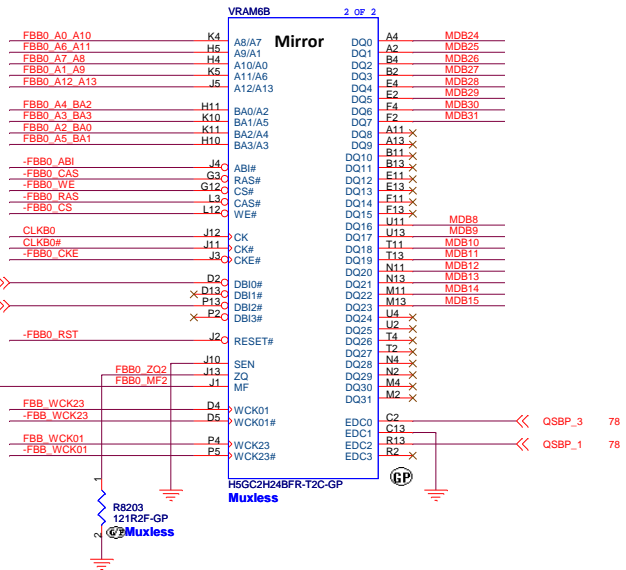 VRAM6B 2 OF 2
Mirror
FBB0_A0_A10 K4 A8/A7 DQ0 A4 MDB24
FBB0_A6_A11 H5 A9/A1 DQ1 A2 MDB25
FBB0_A7_A8 H4 A10/A0 DQ2 B4 MDB26
FBB0_A1_A9 K5 A11/A6 DQ3 B2 MDB27
FBB0_A12_A13 J5 A12/A13 DQ4 E4 MDB28
DQ5 E2 MDB29
FBB0_A4_BA2 H11 BA0/A2 DQ6 F4 MDB30
FBB0_A3_BA3 K10 BA1/A5 DQ7 F2 MDB31
FBB0_A2_BA0 K11 BA2/A4 DQ8 A11
FBB0_A5_BA1 H10 BA3/A3 DQ9 A13
DQ10 B11
-FBB0_ABI J4 ABI# DQ11 B13
-FBB0_CAS G3 RAS# DQ12 E11
-FBB0_WE G12 CS# DQ13 E13
-FBB0_RAS L3 CAS# DQ14 F11
-FBB0_CS L12 WE# DQ15 F13
DQ16 U11 MDB8
CLKB0 J12 CK DQ17 U13 MDB9
CLKB0# J11 CK# DQ18 T11 MDB10
-FBB0_CKE J3 CKE# DQ19 T13 MDB11
DQ20 N11 MDB12
D2 DBI0# DQ21 N13 MDB13
D13 DBI1# DQ22 M11 MDB14
P13 DBI2# DQ23 M13 MDB15
P2 DBI3# DQ24 U4
DQ25 U2
-FBB0_RST J2 RESET# DQ26 T4
DQ27 T2
J10 SEN DQ28 N4
FBB0_ZQ2 J13 ZQ DQ29 N2
FBB0_MF2 J1 MF DQ30 M4
DQ31 M2
FBB_WCK23 D4 WCK01
-FBB_WCK23 D5 WCK01# EDC0 C2 QSBP_3 78
EDC1 C13
FBB_WCK01 P4 WCK23 EDC2 R13 QSBP_1 78
-FBB_WCK01 P5 WCK23# EDC3 R2
GP
H5GC2H24BFR-T2C-GP
Muxless
1
R8203
121R2F-GP
2 Muxless